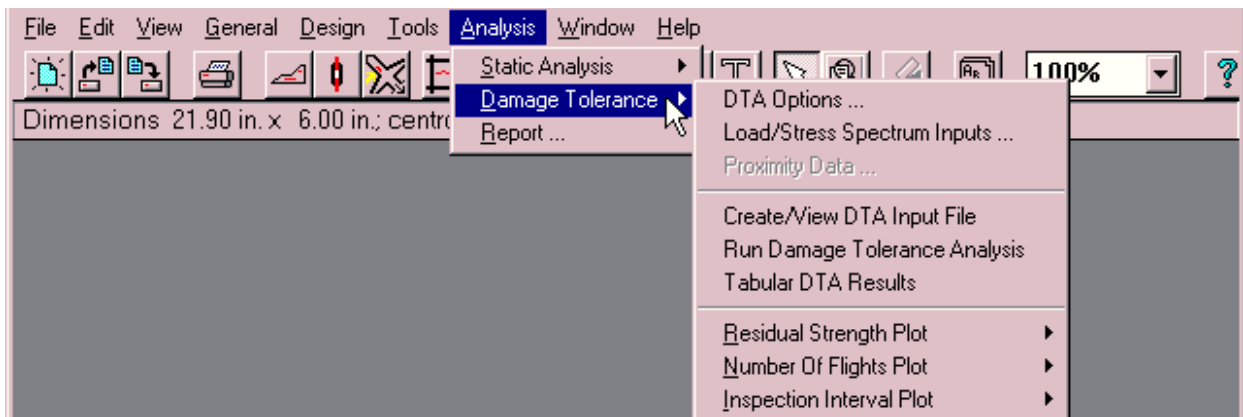 File Edit View General Design Tools Analysis Window Help
Static Analysis
100%
?
Damage Tolerance
DTA Options ...
Dimensions 21.90 in. x 6.00 in.; centro
Report ...
Load/Stress Spectrum Inputs ...
Proximity Data ...
Create/View DTA Input File
Run Damage Tolerance Analysis
Tabular DTA Results
Residual Strength Plot
Number Of Flights Plot
Inspection Interval Plot